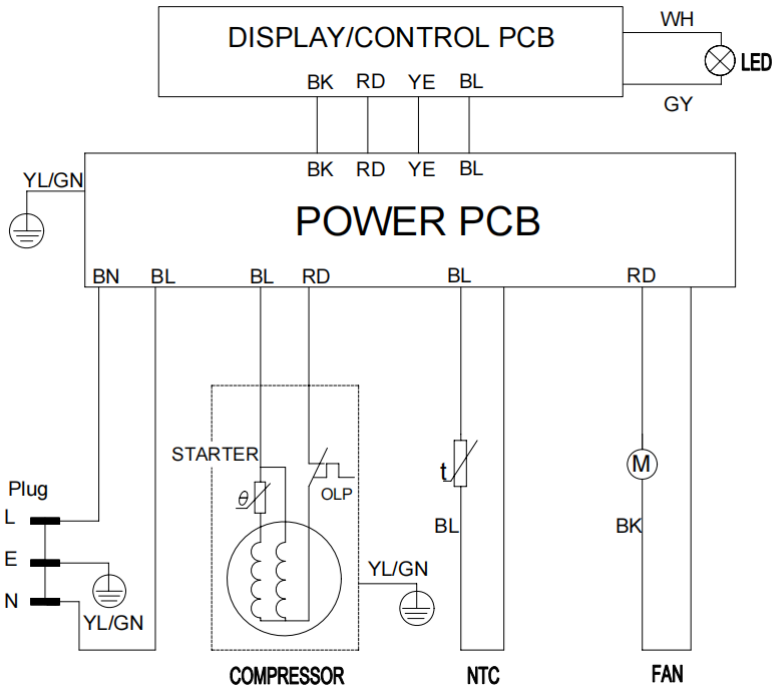 DISPLAY/CONTROL PCB
WH
LED
GY
BK RD YE BL
BK RD YE BL
YL/GN
POWER PCB
BN BL BL RD BL RD
STARTER
θ
OLP
t
M
Plug
L
E
N
YL/GN
YL/GN
BL
BK
COMPRESSOR NTC FAN